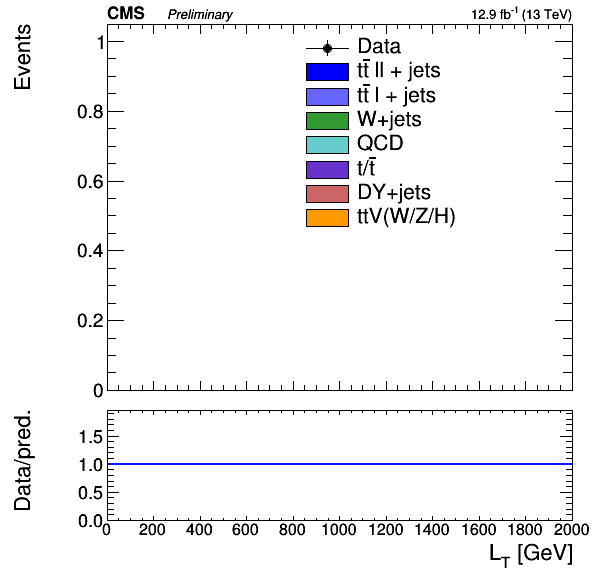 CMS Preliminary 12.9 fb⁻¹ (13 TeV)
Events
1
0.8
0.6
0.4
0.2
0
Data
tt̄ ll + jets
tt̄ l + jets
W+jets
QCD
t/t̄
DY+jets
ttV(W/Z/H)
Data/pred.
1.5
1.0
0.5
0.0
0 200 400 600 800 1000 1200 1400 1600 1800 2000
L_T [GeV]